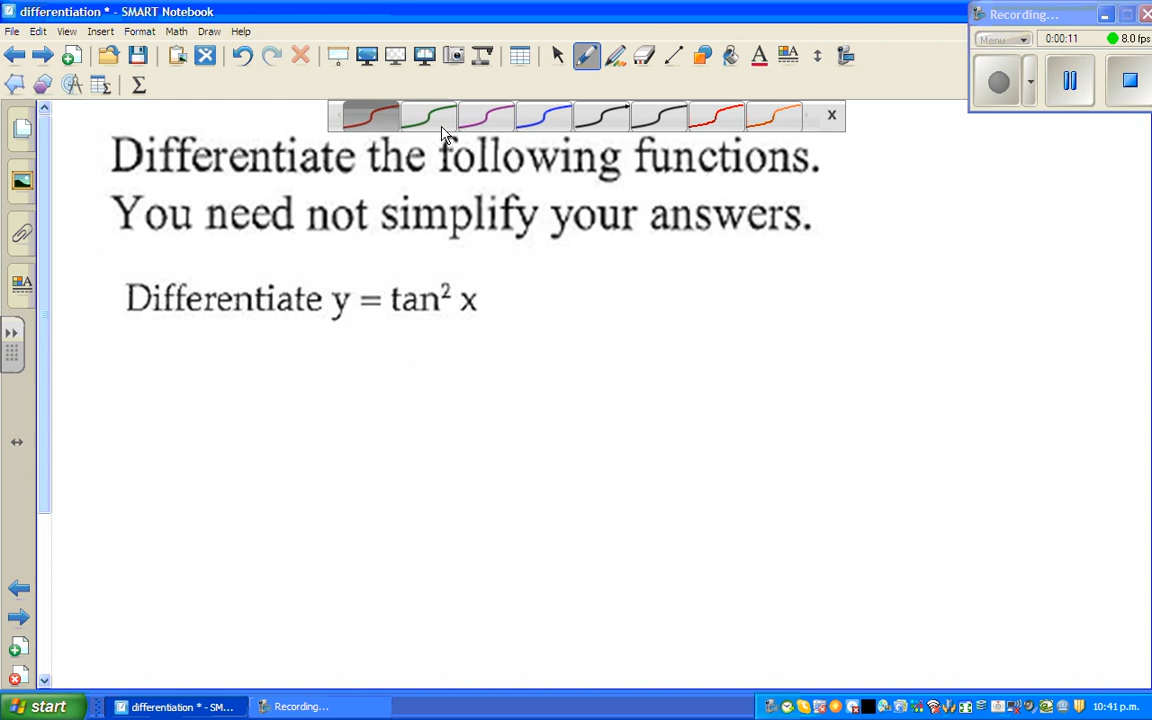 differentiation * - SMART Notebook
Recording...
File Edit View Insert Format Math Draw Help
Menu
0:00:11
8.0 fps
Differentiate the following functions.
You need not simplify your answers.
Differentiate y = tan² x
start
differentiation * - SM...
Recording...
10:41 p.m.